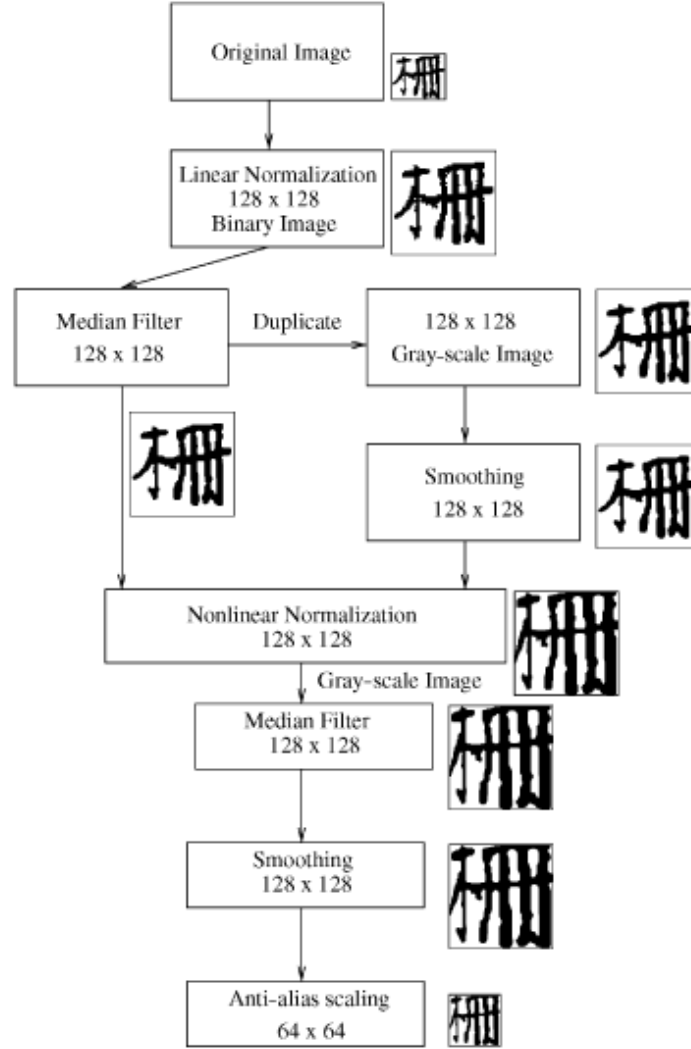 Original Image
Linear Normalization
128 x 128
Binary Image
Median Filter
128 x 128
Duplicate
128 x 128
Gray-scale Image
Smoothing
128 x 128
Nonlinear Normalization
128 x 128
Gray-scale Image
Median Filter
128 x 128
Smoothing
128 x 128
Anti-alias scaling
64 x 64